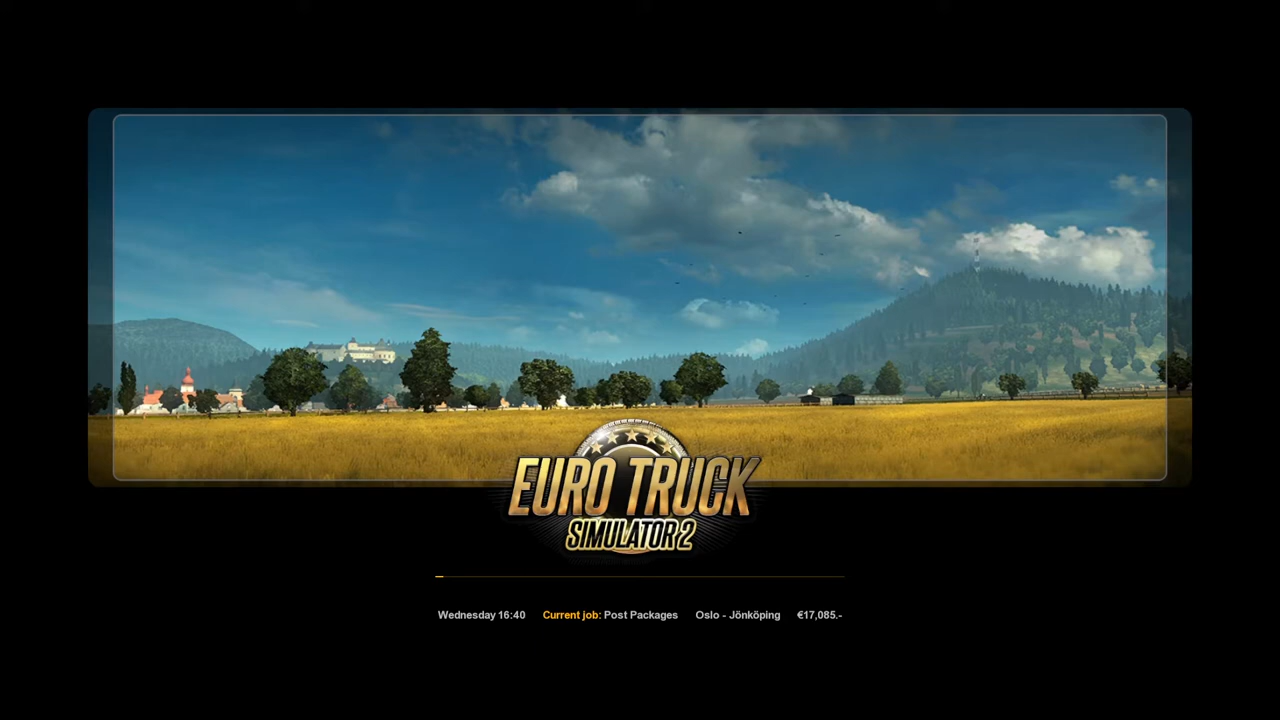 EURO TRUCK
SIMULATOR 2
Wednesday 16:40 Current job: Post Packages Oslo - Jönköping €17,085.-